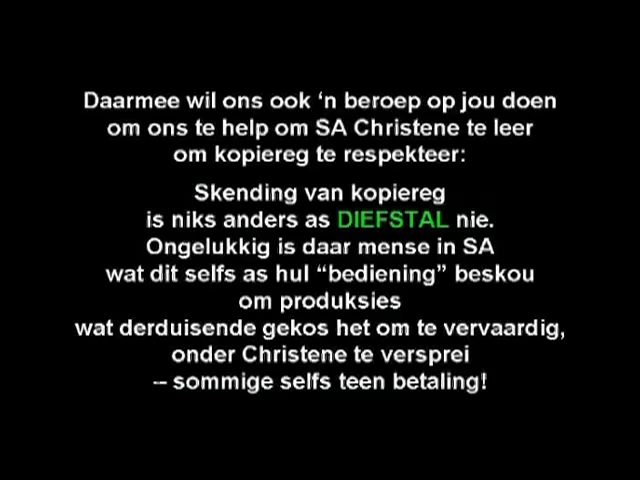 Daarmee wil ons ook ‘n beroep op jou doen
om ons te help om SA Christene te leer
om kopiereg te respekteer:
Skending van kopiereg
is niks anders as DIEFSTAL nie.
Ongelukkig is daar mense in SA
wat dit selfs as hul “bediening” beskou
om produksies
wat derduisende gekos het om te vervaardig,
onder Christene te versprei
– sommige selfs teen betaling!